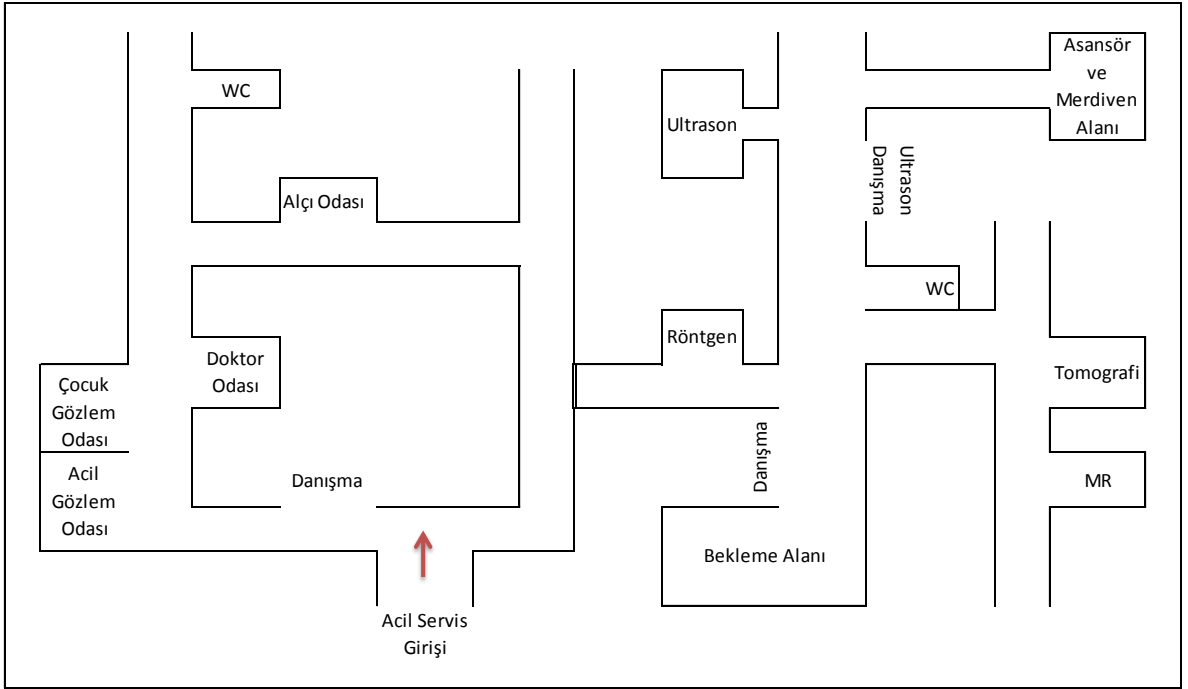 Asansör
ve
Merdiven
Alanı
WC
Ultrason
Ultrason
Danışma
Alçı Odası
WC
Röntgen
Doktor
Odası
Tomografi
Çocuk
Gözlem
Odası
Danışma
Acil
Gözlem
Odası
Danışma
MR
Bekleme Alanı
Acil Servis
Girişi